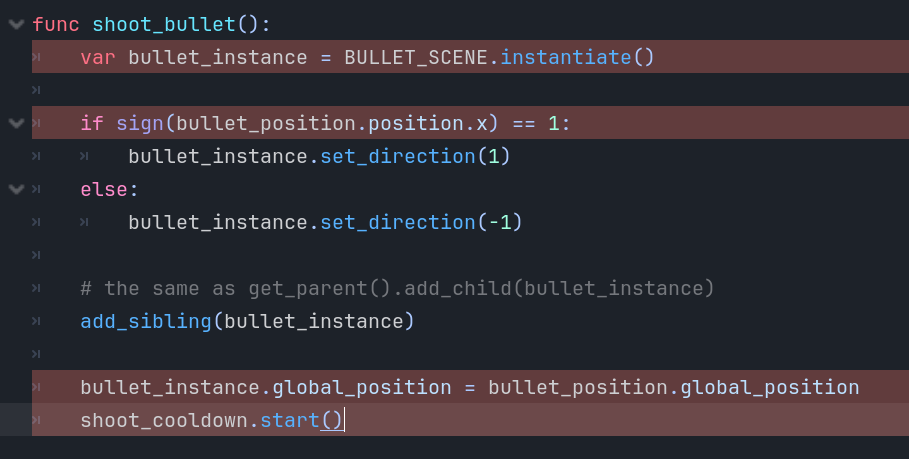 func shoot_bullet():
var bullet_instance = BULLET_SCENE.instantiate()
if sign(bullet_position.position.x) == 1:
bullet_instance.set_direction(1)
else:
bullet_instance.set_direction(-1)
# the same as get_parent().add_child(bullet_instance)
add_sibling(bullet_instance)
bullet_instance.global_position = bullet_position.global_position
shoot_cooldown.start()